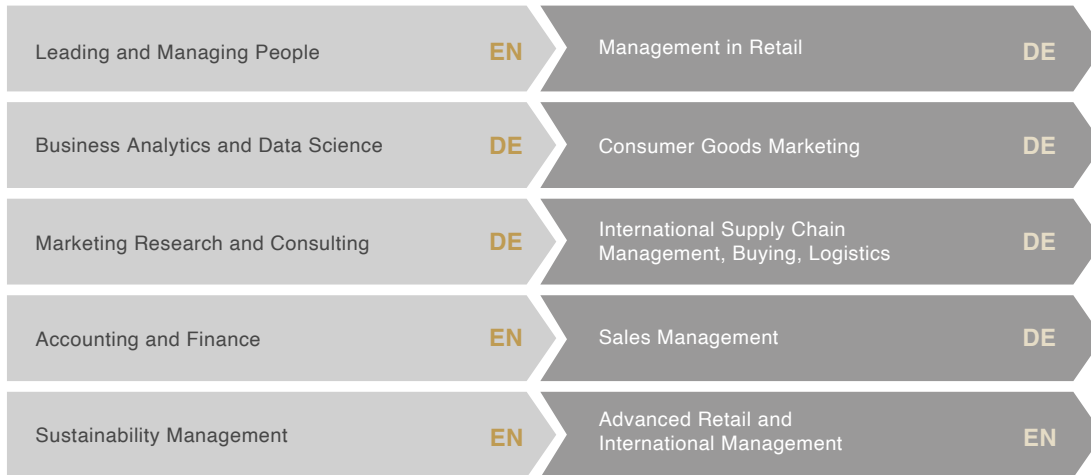 Leading and Managing People EN
Management in Retail DE
Business Analytics and Data Science DE
Consumer Goods Marketing DE
Marketing Research and Consulting DE
International Supply Chain
Management, Buying, Logistics DE
Accounting and Finance EN
Sales Management DE
Sustainability Management EN
Advanced Retail and
International Management EN